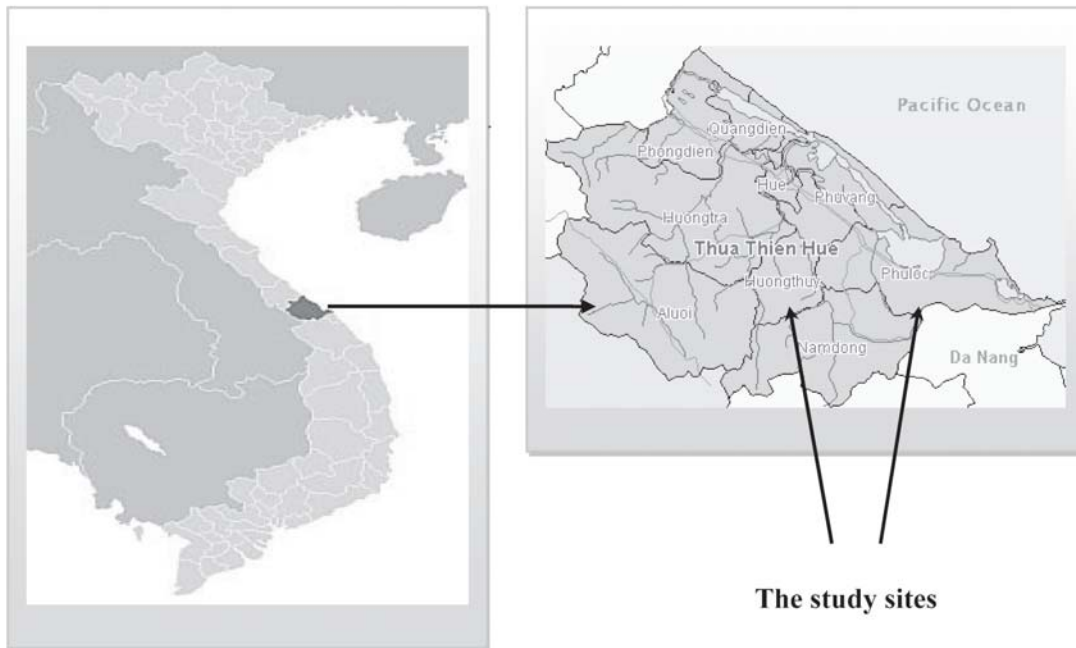 Pacific Ocean
Quangdien
Phongdien
Hue
Phuvang
Huongtra
Thua Thien Hue
Phuloc
Huongthuy
Aluoi
Namdong
Da Nang
The study sites